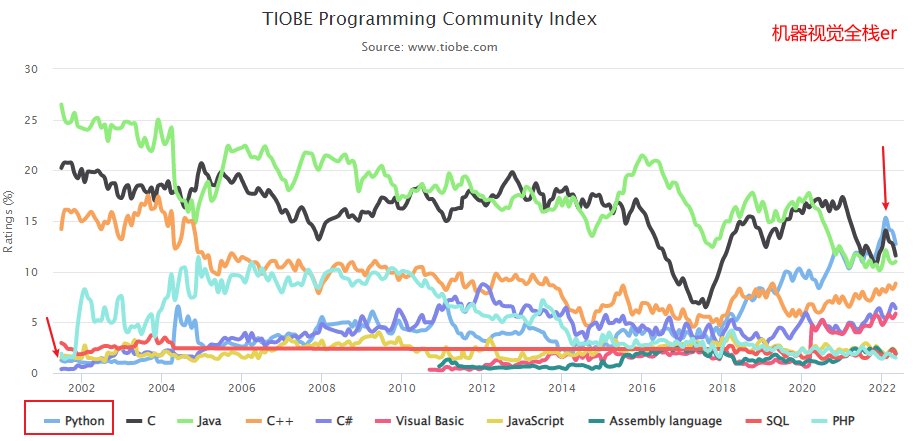 TIOBE Programming Community Index
机器视觉全栈er
Source: www.tiobe.com
Ratings (%)
30
25
20
15
10
5
0
2002 2004 2006 2008 2010 2012 2014 2016 2018 2020 2022
Python C Java C++ C# Visual Basic JavaScript Assembly language SQL PHP